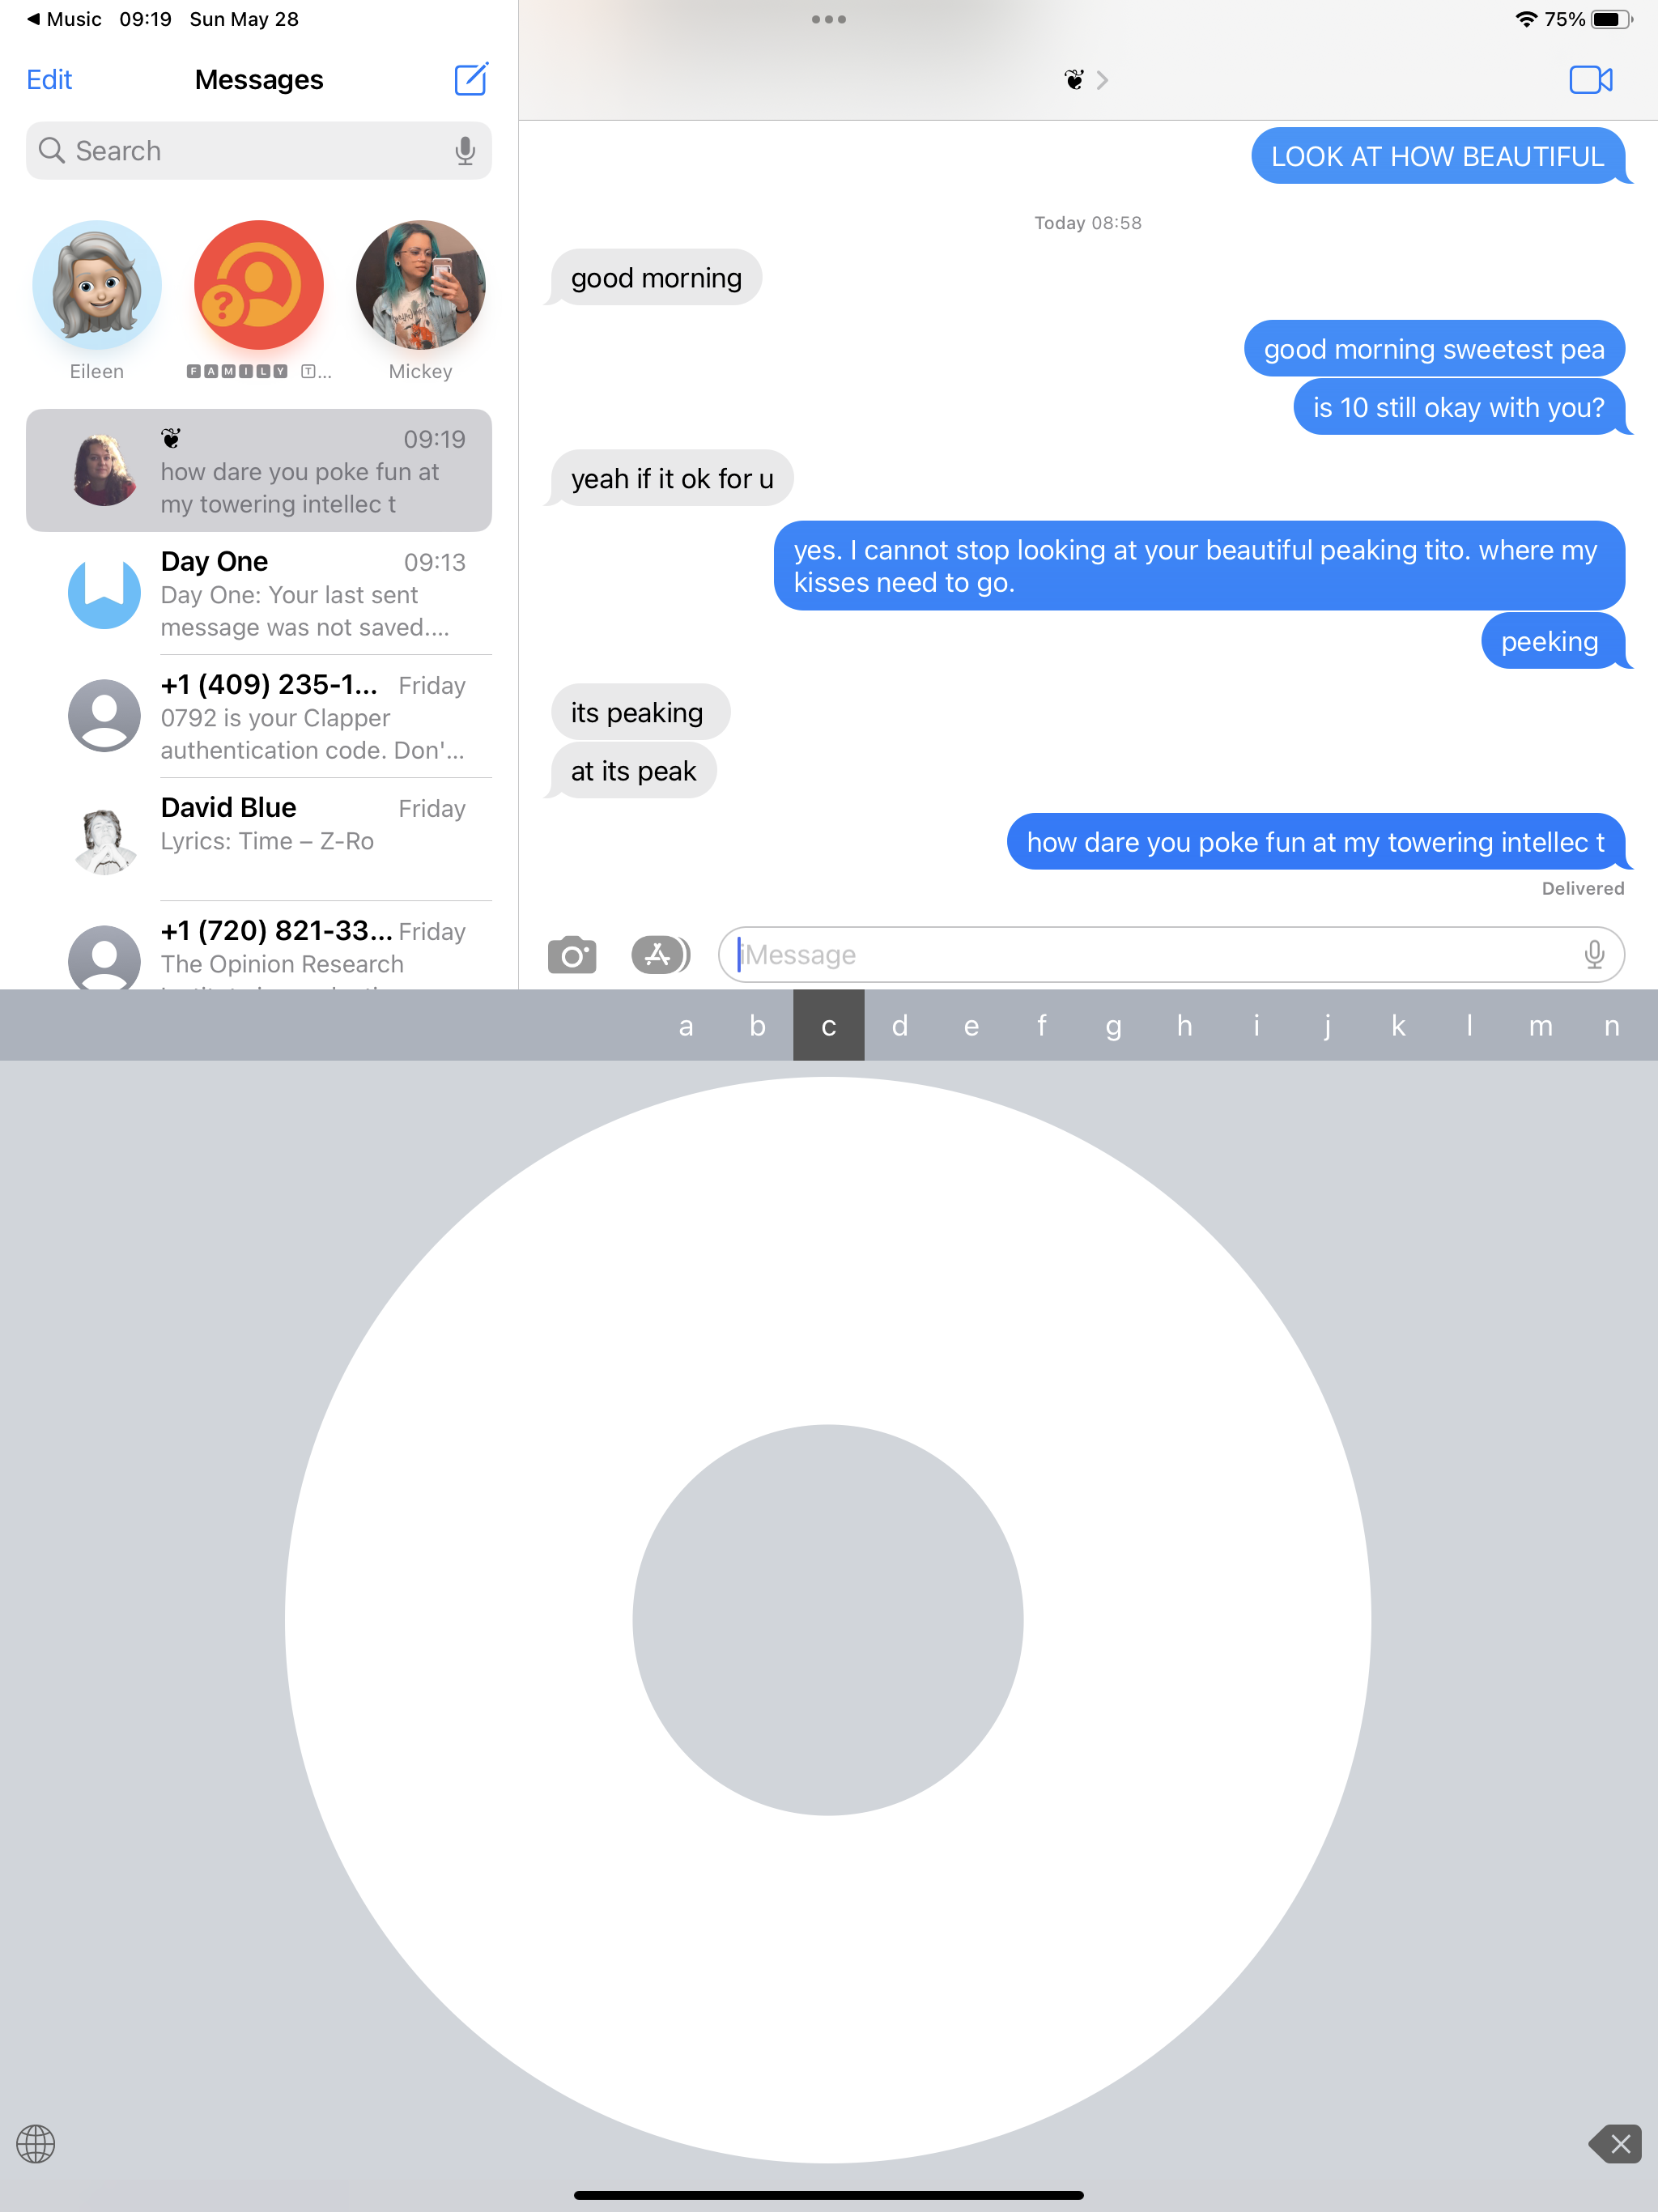 ◀ Music 09:19 Sun May 28
75%
Edit
Messages
Search
Eileen
🅵🅰🅼🅸🅻🆈 🅃...
Mickey
❦ 09:19
how dare you poke fun at
my towering intellec t
Day One 09:13
Day One: Your last sent
message was not saved....
+1 (409) 235-1... Friday
0792 is your Clapper
authentication code. Don'...
David Blue Friday
Lyrics: Time – Z-Ro
+1 (720) 821-33... Friday
The Opinion Research
❦ >
LOOK AT HOW BEAUTIFUL
Today 08:58
good morning
good morning sweetest pea
is 10 still okay with you?
yeah if it ok for u
yes. I cannot stop looking at your beautiful peaking tito. where my
kisses need to go.
peeking
its peaking
at its peak
how dare you poke fun at my towering intellec t
Delivered
iMessage
a b c d e f g h i j k l m n